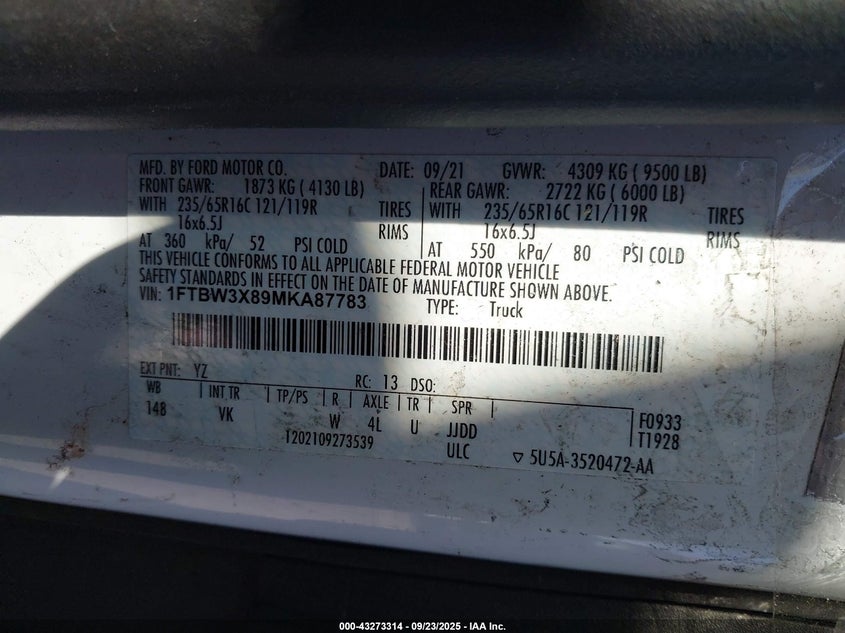 MFD. BY FORD MOTOR CO. DATE: 09/21 GVWR: 4309 KG ( 9500 LB)
FRONT GAWR: 1873 KG ( 4130 LB) REAR GAWR: 2722 KG ( 6000 LB)
WITH 235/65R16C 121/119R TIRES WITH 235/65R16C 121/119R TIRES
16x6.5J RIMS 16x6.5J RIMS
AT 360 kPa/ 52 PSI COLD AT 550 kPa/ 80 PSI COLD
THIS VEHICLE CONFORMS TO ALL APPLICABLE FEDERAL MOTOR VEHICLE
SAFETY STANDARDS IN EFFECT ON THE DATE OF MANUFACTURE SHOWN ABOVE.
VIN: 1FTBW3X89MKA87783 TYPE: Truck
EXT PNT: YZ RC: 13 DSO:
WB INT TR TP/PS R AXLE TR SPR F0933
148 VK W 4L U JJDD T1928
T202109273539 ULC ▽ 5U5A-3520472-AA
000-43273314 - 09/23/2025 - IAA Inc.